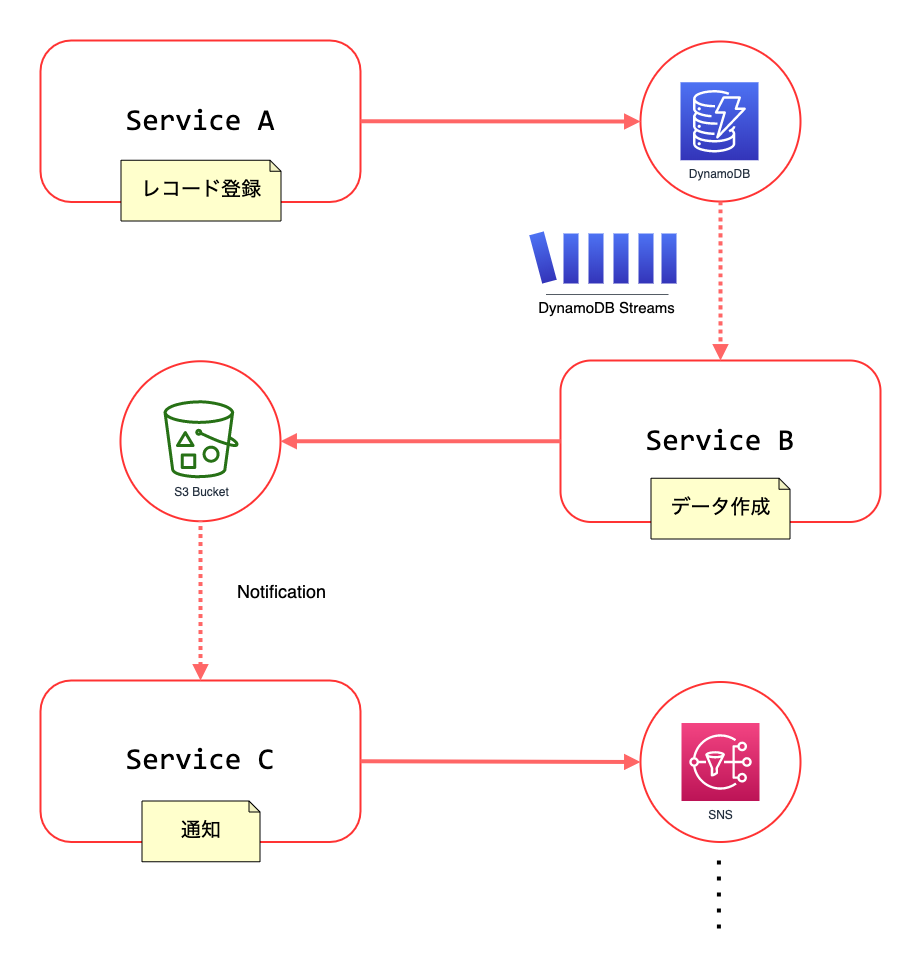 Service A
レコード登録
DynamoDB
DynamoDB Streams
Service B
データ作成
S3 Bucket
Notification
Service C
通知
SNS